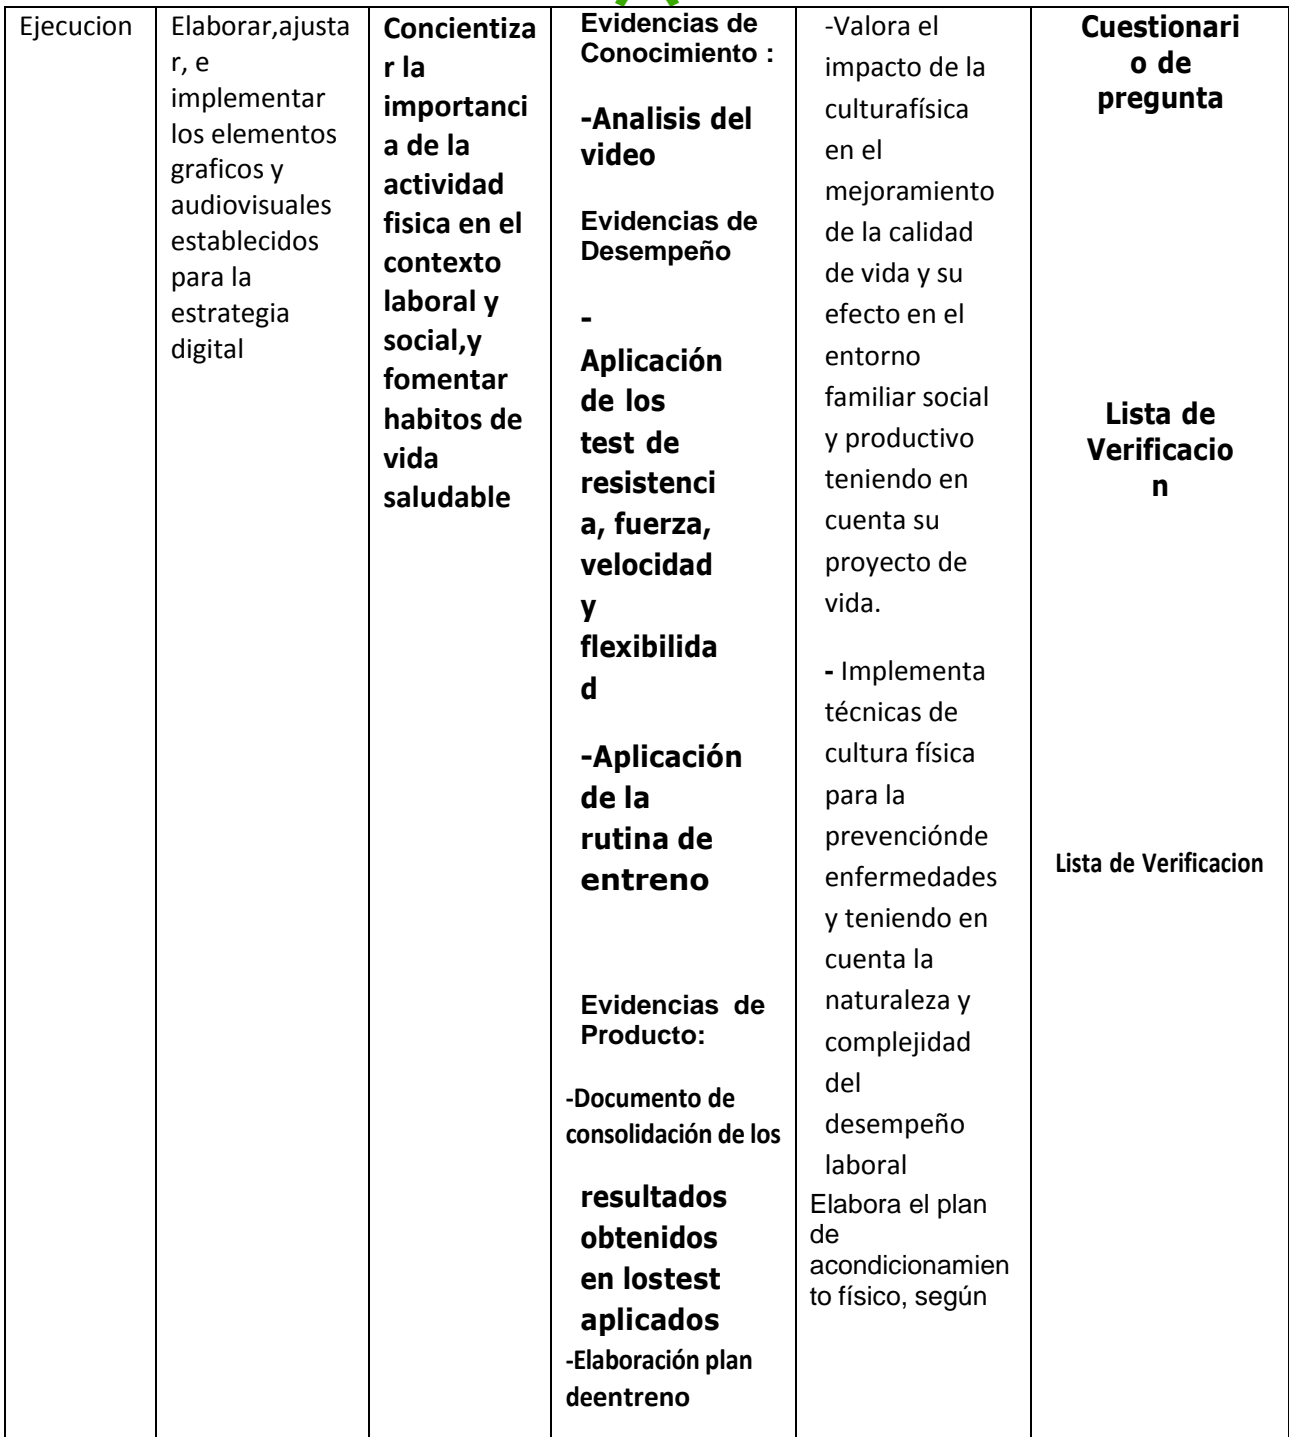 Ejecucion
Elaborar,ajusta
r, e
implementar
los elementos
graficos y
audiovisuales
establecidos
para la
estrategia
digital
Concientiza
r la
importanci
a de la
actividad
fisica en el
contexto
laboral y
social,y
fomentar
habitos de
vida
saludable
Evidencias de
Conocimiento :
-Analisis del
video
Evidencias de
Desempeño
-
Aplicación
de los
test de
resistenci
a, fuerza,
velocidad
y
flexibilida
d
-Aplicación
de la
rutina de
entreno
Evidencias de
Producto:
-Documento de
consolidación de los
resultados
obtenidos
en lostest
aplicados
-Elaboración plan
deentreno
-Valora el
impacto de la
culturafísica
en el
mejoramiento
de la calidad
de vida y su
efecto en el
entorno
familiar social
y productivo
teniendo en
cuenta su
proyecto de
vida.
- Implementa
técnicas de
cultura física
para la
prevenciónde
enfermedades
y teniendo en
cuenta la
naturaleza y
complejidad
del
desempeño
laboral
Elabora el plan
de
acondicionamien
to físico, según
Cuestionari
o de
pregunta
Lista de
Verificacio
n
Lista de Verificacion